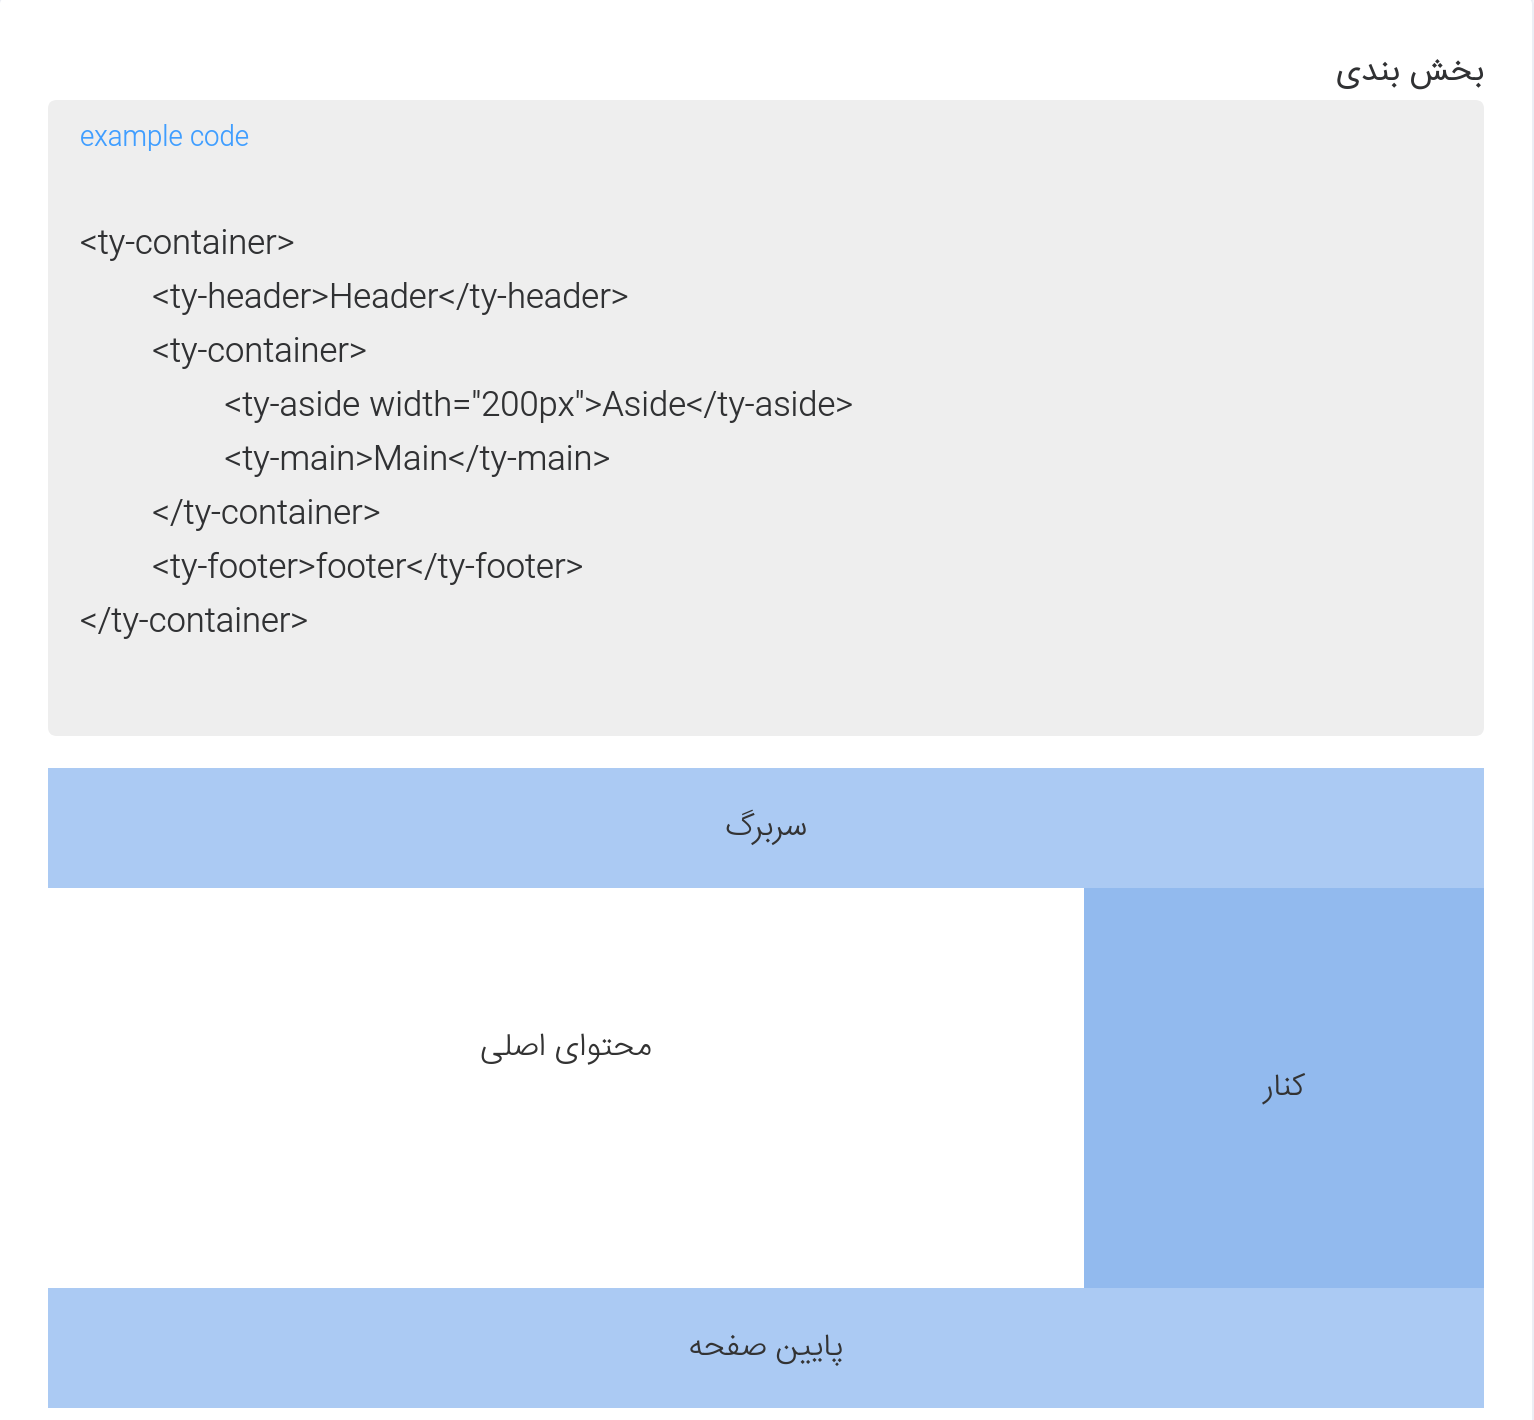 بخش بندی
example code
<ty-container>
<ty-header>Header</ty-header>
<ty-container>
<ty-aside width="200px">Aside</ty-aside>
<ty-main>Main</ty-main>
</ty-container>
<ty-footer>footer</ty-footer>
</ty-container>
سربرگ
محتوای اصلی
کنار
پایین صفحه